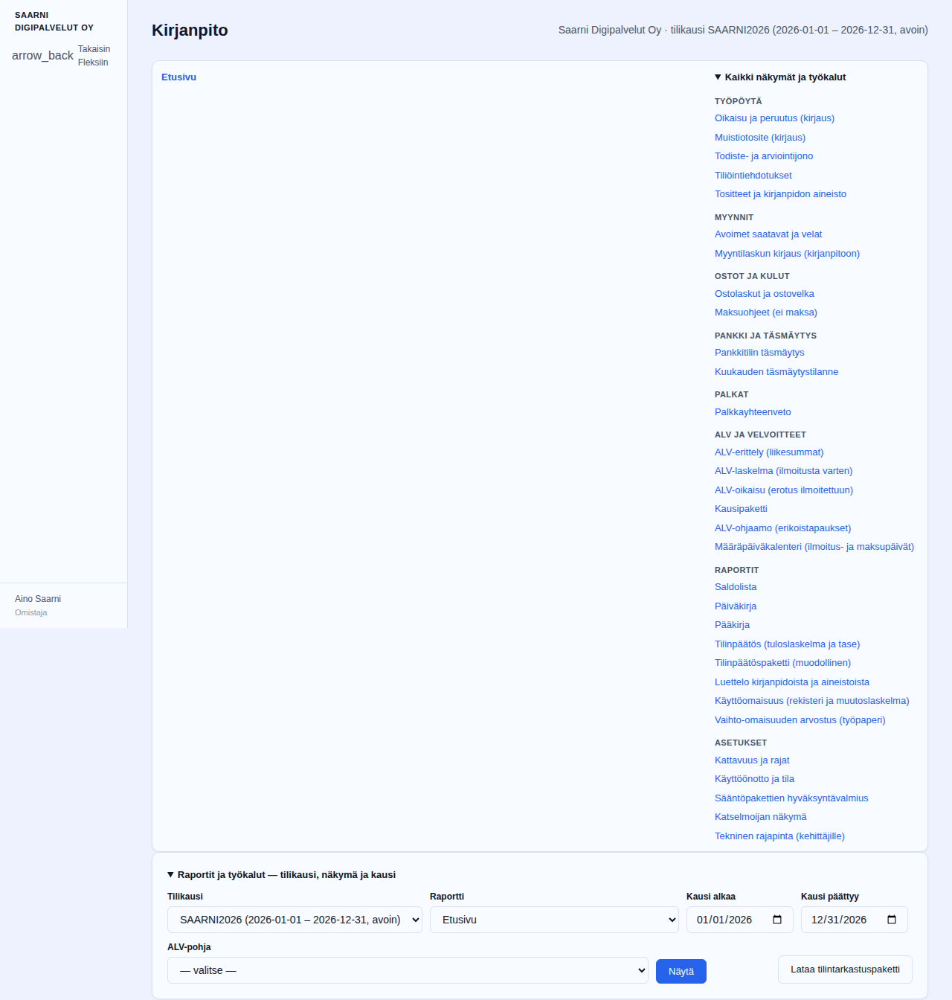 SAARNI
DIGIPALVELUT OY
arrow_back Takaisin
Fleksiin
Aino Saarni
Omistaja
Kirjanpito
Saarni Digipalvelut Oy · tilikausi SAARNI2026 (2026-01-01 – 2026-12-31, avoin)
Etusivu
Kaikki näkymät ja työkalut
TYÖPÖYTÄ
Oikaisu ja peruutus (kirjaus)
Muistiotosite (kirjaus)
Todiste- ja arviointijono
Tiliöintiehdotukset
Tositteet ja kirjanpidon aineisto
MYYNNIT
Avoimet saatavat ja velat
Myyntilaskun kirjaus (kirjanpitoon)
OSTOT JA KULUT
Ostolaskut ja ostovelka
Maksuohjeet (ei maksa)
PANKKI JA TÄSMÄYTYS
Pankkitilin täsmäytys
Kuukauden täsmäytystilanne
PALKAT
Palkkayhteenveto
ALV JA VELVOITTEET
ALV-erittely (liikesummat)
ALV-laskelma (ilmoitusta varten)
ALV-oikaisu (erotus ilmoitettuun)
Kausipaketti
ALV-ohjaamo (erikoistapaukset)
Määräpäiväkalenteri (ilmoitus- ja maksupäivät)
RAPORTIT
Saldolista
Päiväkirja
Pääkirja
Tilinpäätös (tuloslaskelma ja tase)
Tilinpäätöspaketti (muodollinen)
Luettelo kirjanpidoista ja aineistoista
Käyttöomaisuus (rekisteri ja muutoslaskelma)
Vaihto-omaisuuden arvostus (työpaperi)
ASETUKSET
Kattavuus ja rajat
Käyttöönotto ja tila
Sääntöpakettien hyväksyntävalmius
Katselmoijan näkymä
Tekninen rajapinta (kehittäjille)
Raportit ja työkalut — tilikausi, näkymä ja kausi
Tilikausi Raportti Kausi alkaa Kausi päättyy
SAARNI2026 (2026-01-01 – 2026-12-31, avoin) Etusivu 01/01/2026 12/31/2026
ALV-pohja
— valitse — Näytä Lataa tilintarkastuspaketti